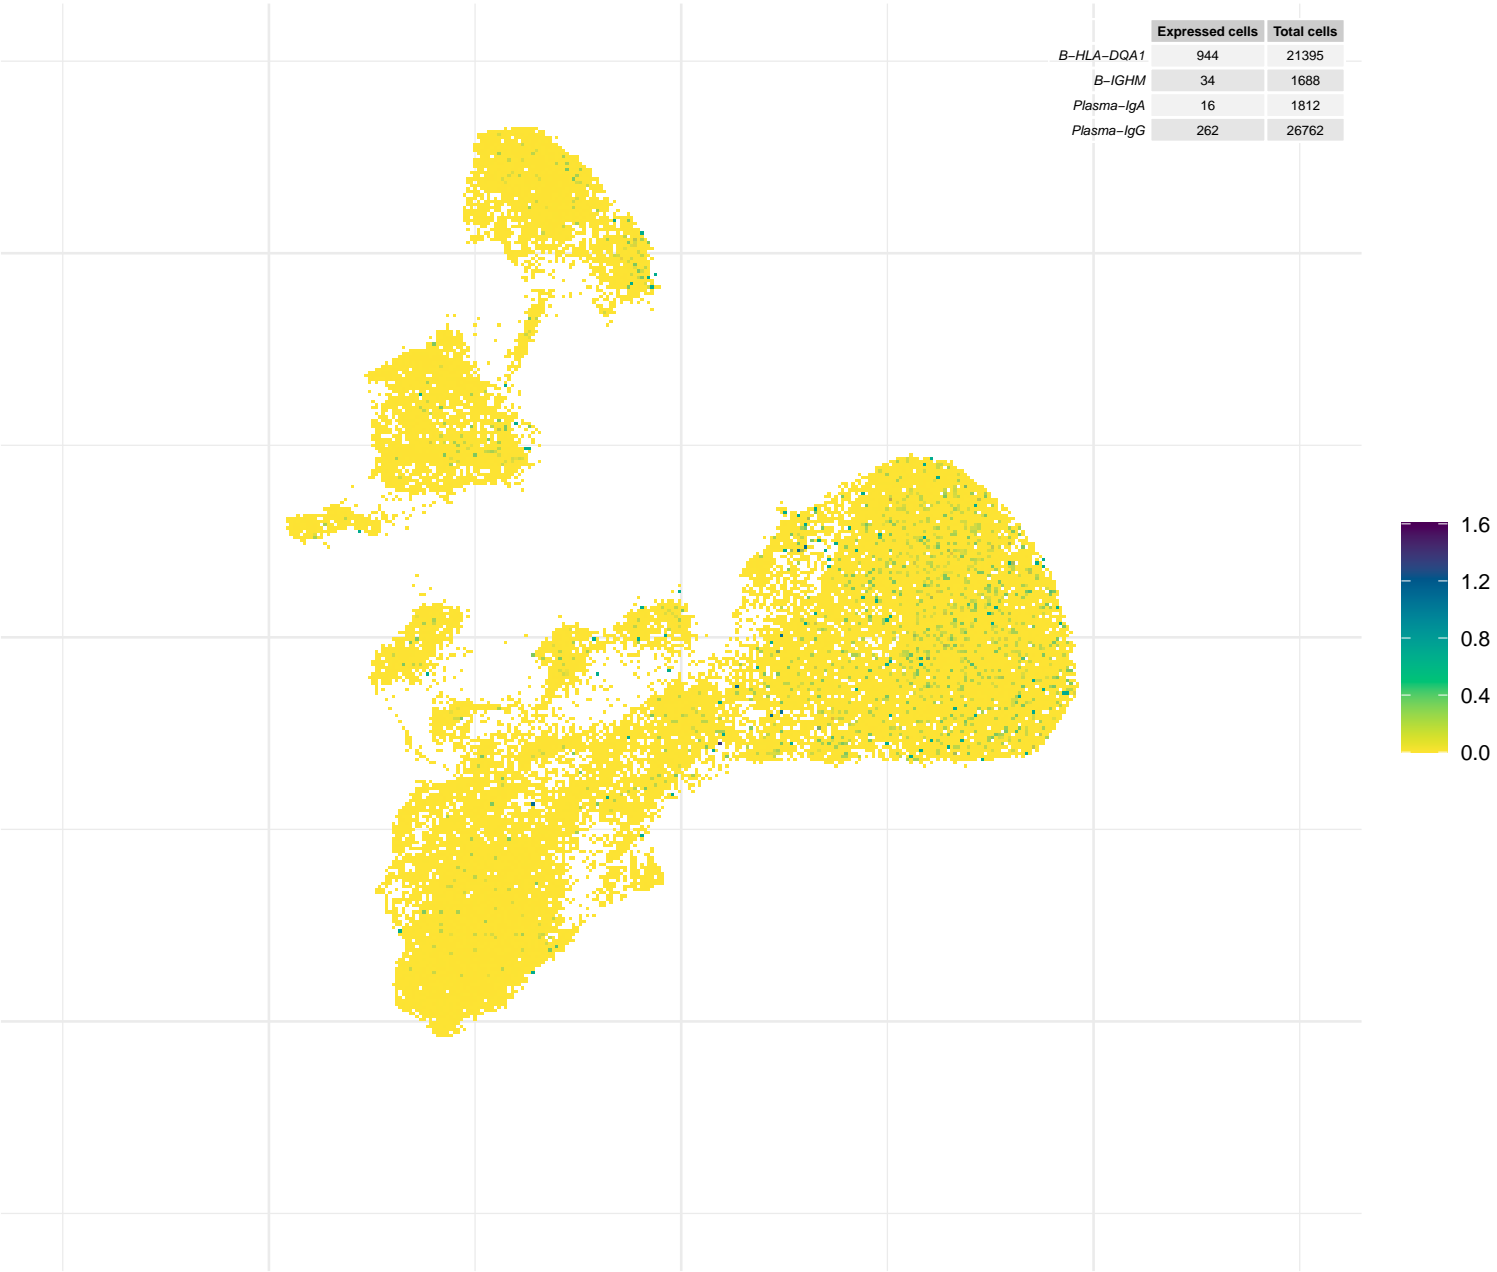 Expressed cells Total cells
B−HLA−DQA1 944 21395
B−IGHM 34 1688
Plasma−IgA 16 1812
Plasma−IgG 262 26762
1.6
1.2
0.8
0.4
0.0